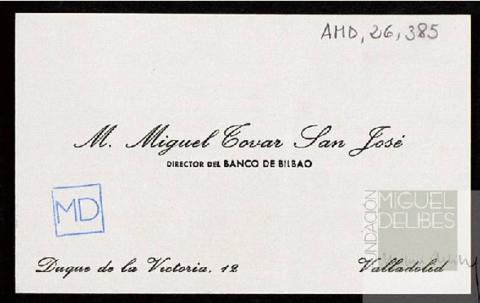 AMD, 26, 385
M. Miguel Tovar San José
DIRECTOR DEL BANCO DE BILBAO
MD
FUNDACIÓN
MIGUEL
DELIBES
Duque de la Victoria, 12
Valladolid